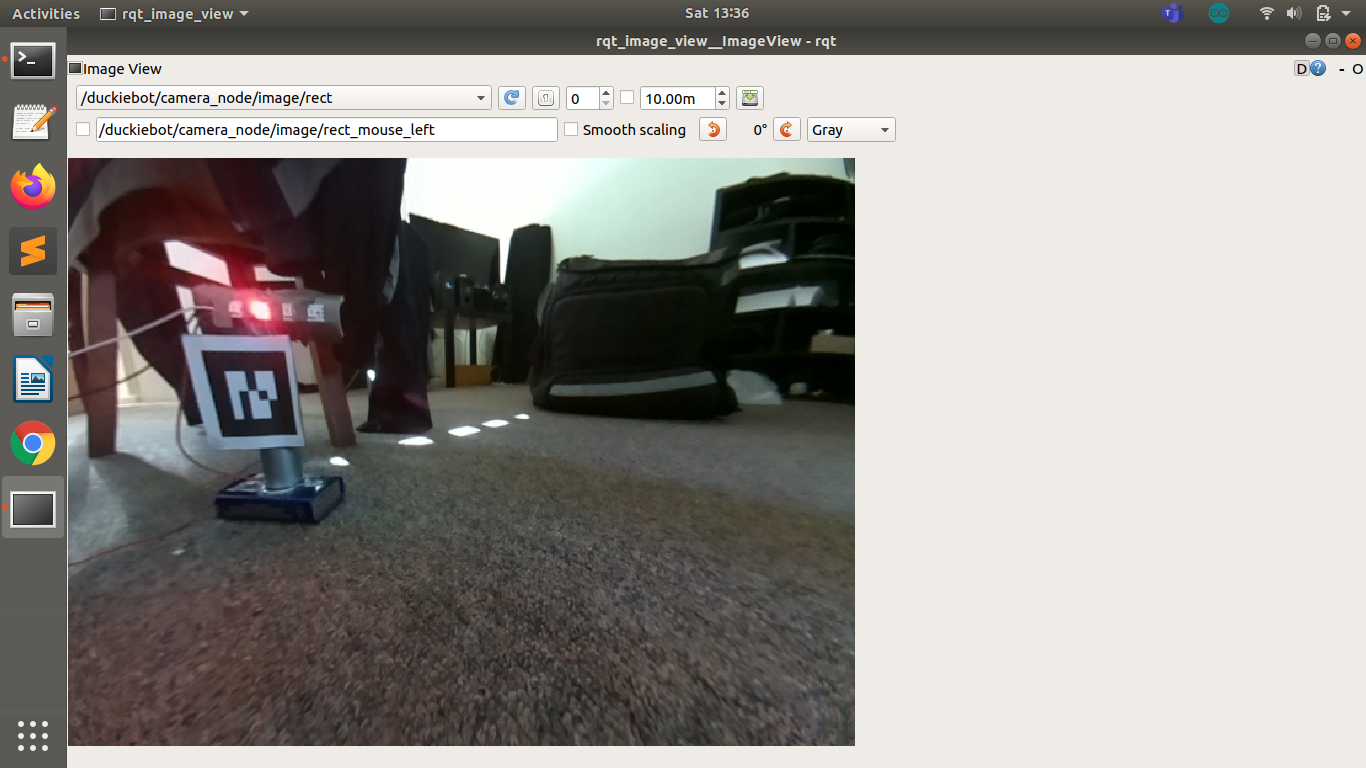 Activities rqt_image_view Sat 13:36
rqt_image_view__ImageView - rqt
Image View D ? - O
/duckiebot/camera_node/image/rect 0 10.00m
/duckiebot/camera_node/image/rect_mouse_left Smooth scaling 0° Gray